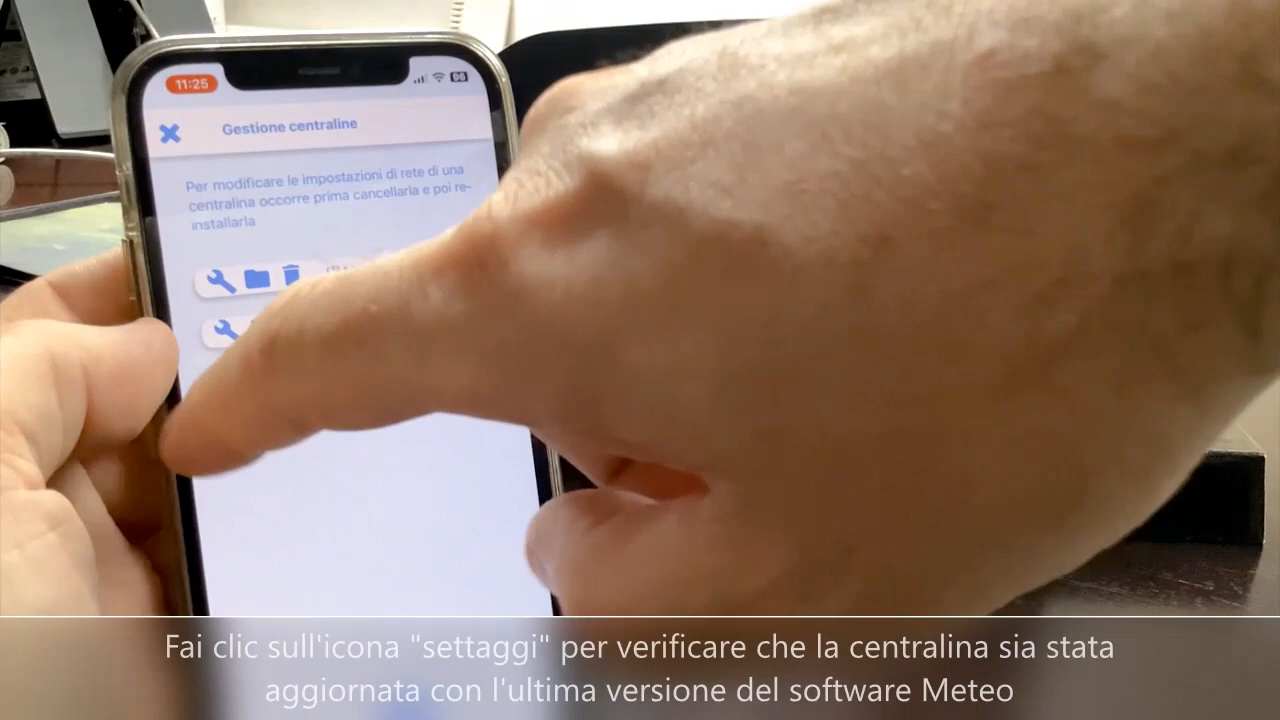 11:25
66
Gestione centraline
Per modificare le impostazioni di rete di una
centralina occorre prima cancellarla e poi re-
installarla
Fai clic sull'icona "settaggi" per verificare che la centralina sia stata
aggiornata con l'ultima versione del software Meteo